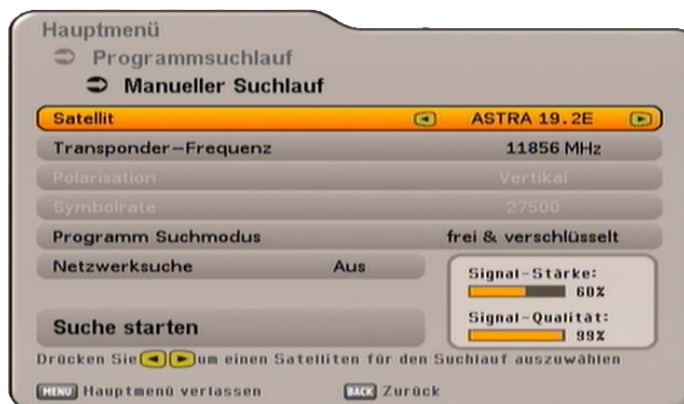 Hauptmenü
Programmsuchlauf
Manueller Suchlauf
Satellit ASTRA 19.2E
Transponder-Frequenz 11856 MHz
Polarisation Vertikal
Symbolrate 27500
Programm Suchmodus frei & verschlüsselt
Netzwerksuche Aus
Signal-Stärke:
60%
Signal-Qualität:
99%
Suche starten
Drücken Sie um einen Satelliten für den Suchlauf auszuwählen
MENU Hauptmenü verlassen BACK Zurück